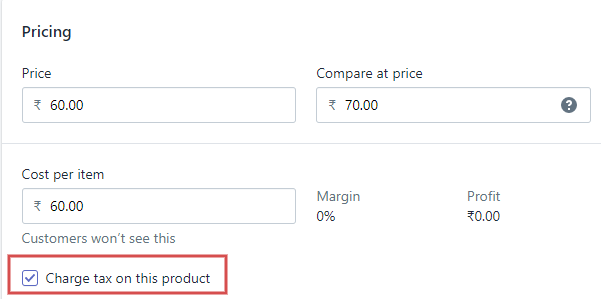 Pricing
Price Compare at price
₹ 60.00 ₹ 70.00 ?
Cost per item
₹ 60.00 Margin Profit
0% ₹0.00
Customers won't see this
Charge tax on this product